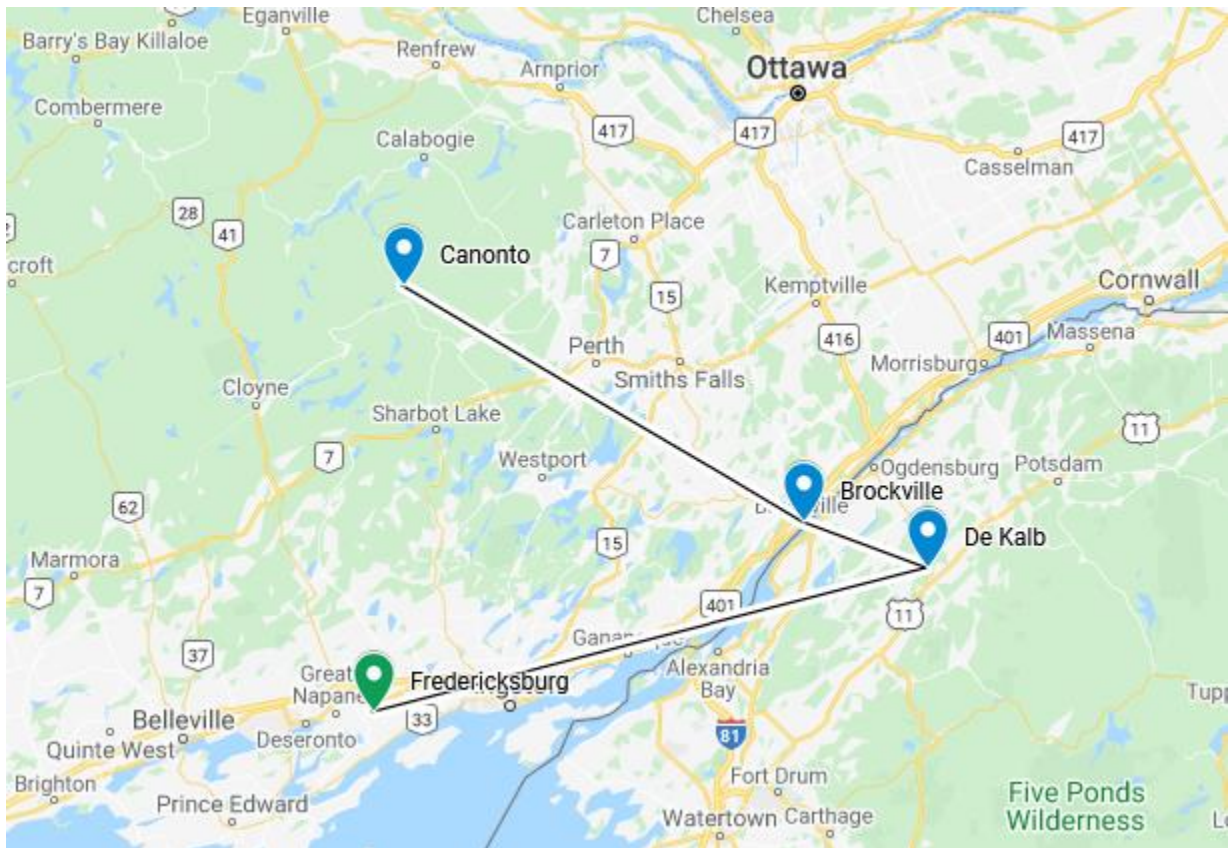 Eganville
Chelsea
Barry's Bay Killaloe
Renfrew
Arnprior
Ottawa
Combermere
417
417
417
Calabogie
Casselman
28
41
Carleton Place
7
croft
Canonto
15
Kemptville
Cornwall
Perth
416
401
Massena
Smiths Falls
Morrisburg
Cloyne
Sharbot Lake
11
7
Westport
Ogdensburg
Potsdam
62
Brockville
De Kalb
15
Marmora
7
401
11
37
Alexandria
Bay
Great
Fredericksburg
Belleville
33
Deseronto
Quinte West
81
Brighton
Prince Edward
Fort Drum
Five Ponds
Wilderness
Watertown
Carthage